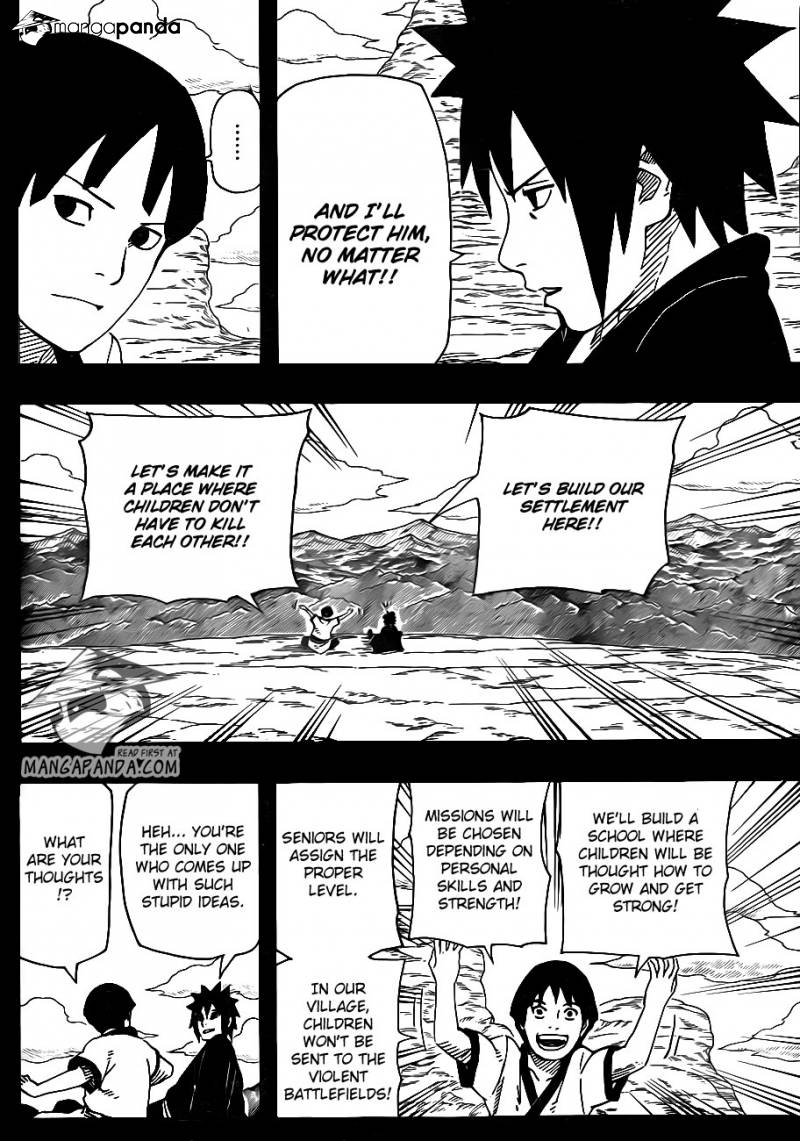 mangapanda
AND I'LL
PROTECT HIM,
NO MATTER
WHAT!!
......
LET'S BUILD OUR
SETTLEMENT
HERE!!
LET'S MAKE IT
A PLACE WHERE
CHILDREN DON'T
HAVE TO KILL
EACH OTHER!!
READ FIRST AT
MANGAPANDA.COM
WE'LL BUILD A
SCHOOL WHERE
CHILDREN WILL BE
THOUGHT HOW TO
GROW AND GET
STRONG!
MISSIONS WILL
BE CHOSEN
DEPENDING ON
PERSONAL
SKILLS AND
STRENGTH!
SENIORS WILL
ASSIGN THE
PROPER
LEVEL.
IN OUR
VILLAGE,
CHILDREN
WON'T BE
SENT TO THE
VIOLENT
BATTLEFIELDS!
HEH... YOU'RE
THE ONLY ONE
WHO COMES UP
WITH SUCH
STUPID IDEAS.
WHAT
ARE YOUR
THOUGHTS
!?